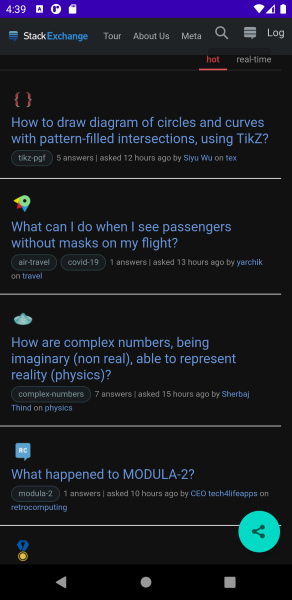 4:39
StackExchange Tour About Us Meta Log
hot real-time
{ }
How to draw diagram of circles and curves
with pattern-filled intersections, using TikZ?
tikz-pgf 5 answers | asked 12 hours ago by Siyu Wu on tex
What can I do when I see passengers
without masks on my flight?
air-travel covid-19 1 answers | asked 13 hours ago by yarchik
on travel
How are complex numbers, being
imaginary (non real), able to represent
reality (physics)?
complex-numbers 7 answers | asked 15 hours ago by Sherbaj
Thind on physics
RC
What happened to MODULA-2?
modula-2 1 answers | asked 10 hours ago by CEO tech4lifeapps on
retrocomputing